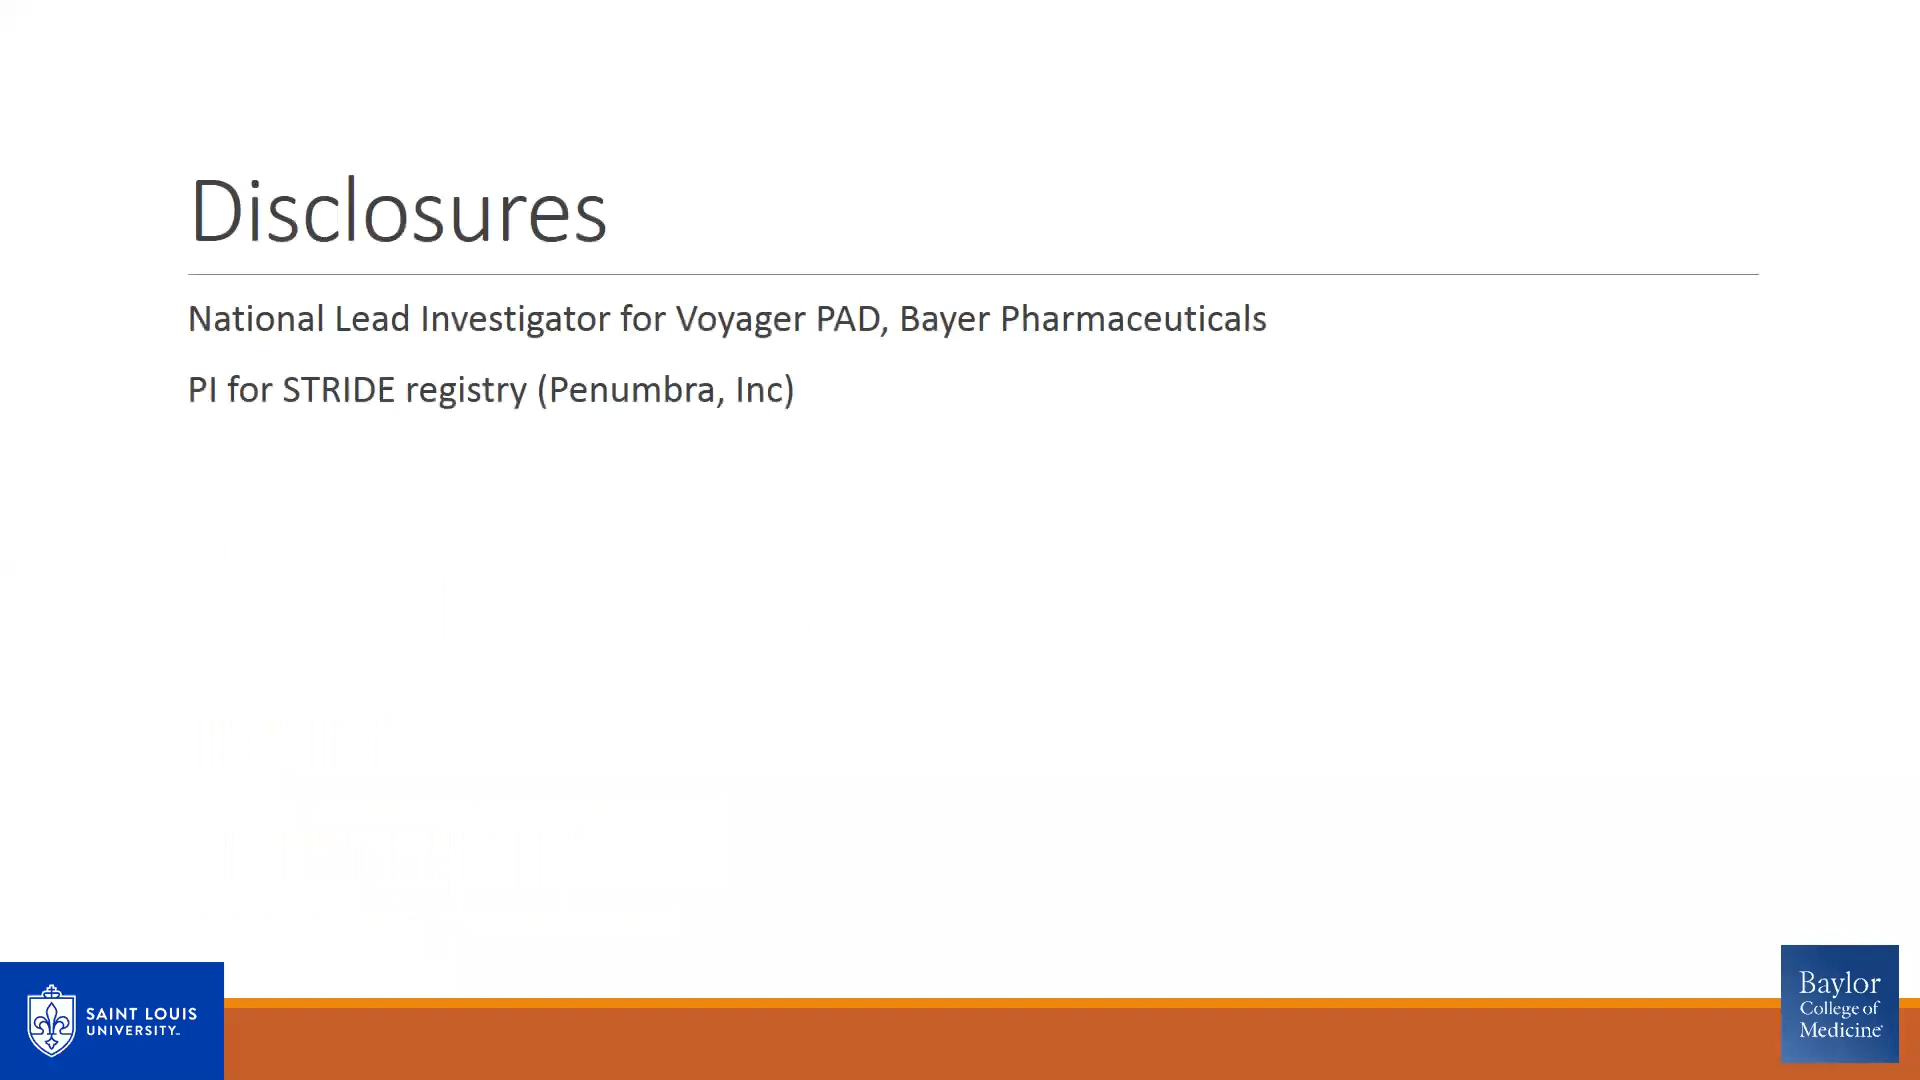 Disclosures
National Lead Investigator for Voyager PAD, Bayer Pharmaceuticals
PI for STRIDE registry (Penumbra, Inc)
SAINT LOUIS
UNIVERSITY™
Baylor
College of
Medicine